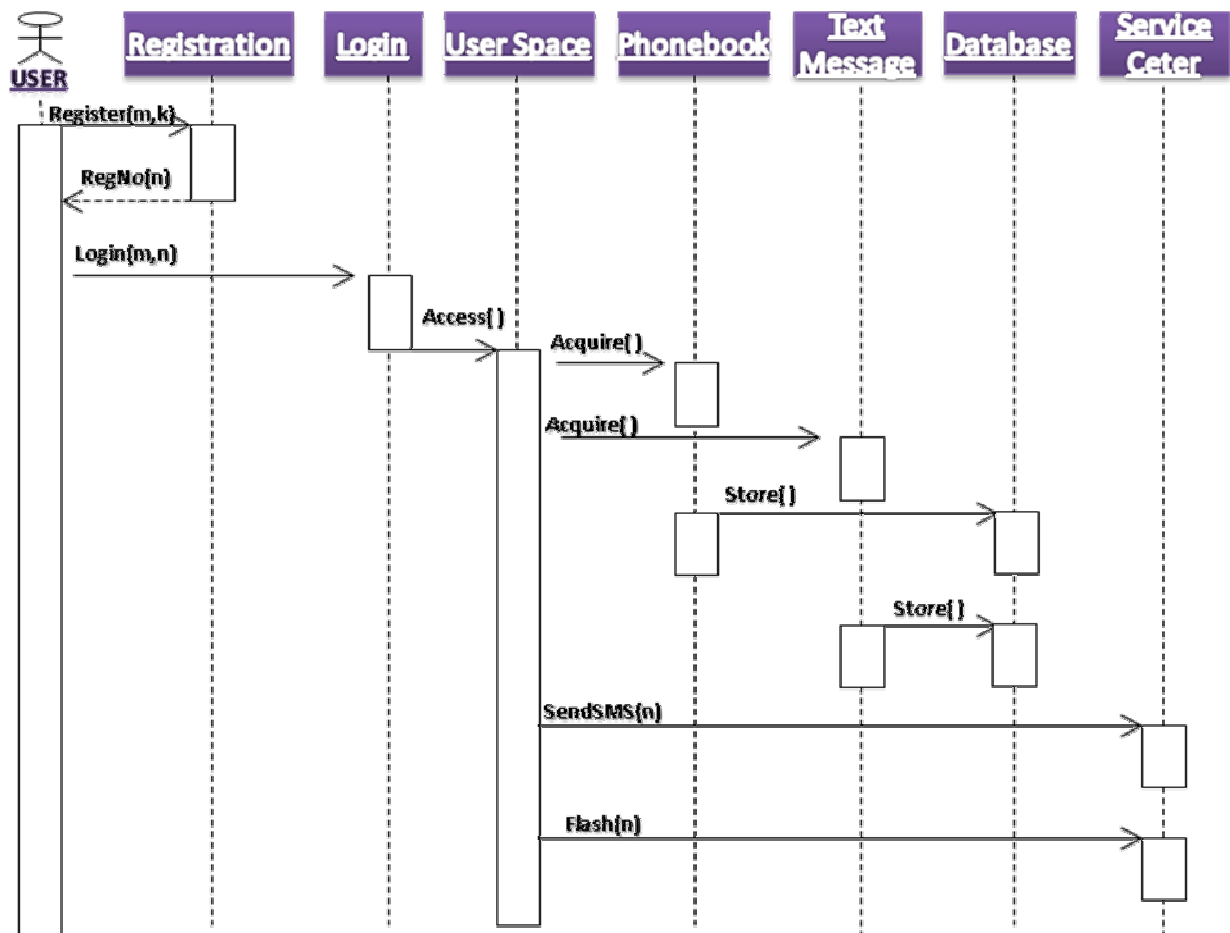 USER
Registration
Login
User Space
Phonebook
Text
Message
Database
Service
Ceter
Register(m,k)
RegNo(n)
Login(m,n)
Access( )
Acquire( )
Acquire( )
Store( )
Store( )
SendSMS(n)
Flash(n)